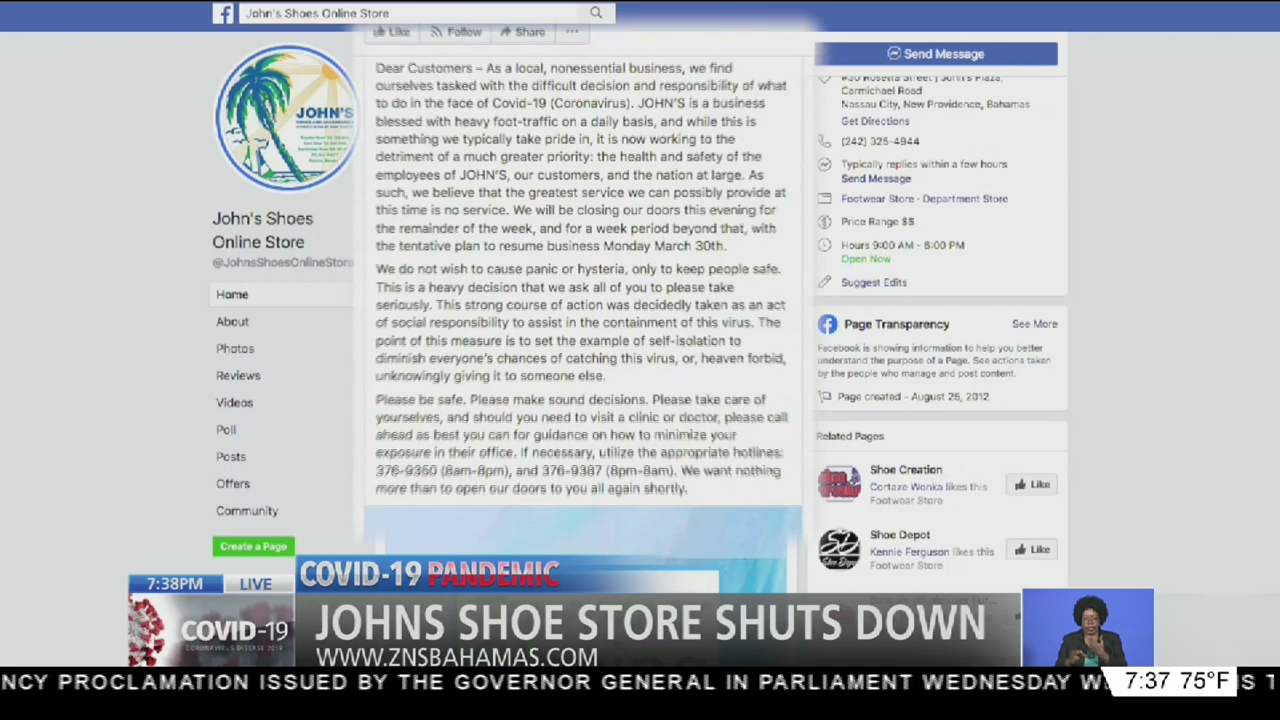 John's Shoes Online Store
Like Follow Share ...
Send Message
Dear Customers – As a local, nonessential business, we find
ourselves tasked with the difficult decision and responsibility of what
to do in the face of Covid-19 (Coronavirus). JOHN'S is a business
blessed with heavy foot-traffic on a daily basis, and while this is
something we typically take pride in, it is now working to the
detriment of a much greater priority: the health and safety of the
employees of JOHN'S, our customers, and the nation at large. As
such, we believe that the greatest service we can possibly provide at
this time is no service. We will be closing our doors this evening for
the remainder of the week, and for a week period beyond that, with
the tentative plan to resume business Monday March 30th.
We do not wish to cause panic or hysteria, only to keep people safe.
This is a heavy decision that we ask all of you to please take
seriously. This strong course of action was decidedly taken as an act
of social responsibility to assist in the containment of this virus. The
point of this measure is to set the example of self-isolation to
diminish everyone's chances of catching this virus, or, heaven forbid,
unknowingly giving it to someone else.
Please be safe. Please make sound decisions. Please take care of
yourselves, and should you need to visit a clinic or doctor, please call
ahead as best you can for guidance on how to minimize your
exposure in their office. If necessary, utilize the appropriate hotlines:
376-9350 (8am-8pm), and 376-9387 (8pm-8am). We want nothing
more than to open our doors to you all again shortly.
JOHN'S
John's Shoes
Online Store
@JohnsShoesOnlineStore
Home
About
Photos
Reviews
Videos
Poll
Posts
Offers
Community
Create a Page
#30 Rosetta Street | John's Plaza,
Carmichael Road
Nassau City, New Providence, Bahamas
Get Directions
(242) 325-4944
Typically replies within a few hours
Send Message
Footwear Store · Department Store
Price Range $$
Hours 9:00 AM - 6:00 PM
Open Now
Suggest Edits
Page Transparency See More
Facebook is showing information to help you better
understand the purpose of a Page. See actions taken
by the people who manage and post content.
Page created – August 25, 2012
Related Pages
Shoe Creation
Cortaze Wonka likes this
Footwear Store
Like
Shoe Depot
Kennie Ferguson likes this
Footwear Store
Like
7:38PM LIVE
COVID-19 PANDEMIC
COVID-19
CORONAVIRUS DISEASE 2019
JOHNS SHOE STORE SHUTS DOWN
WWW.ZNSBAHAMAS.COM
NCY PROCLAMATION ISSUED BY THE GOVERNOR GENERAL IN PARLIAMENT WEDNESDAY
7:37 75°F